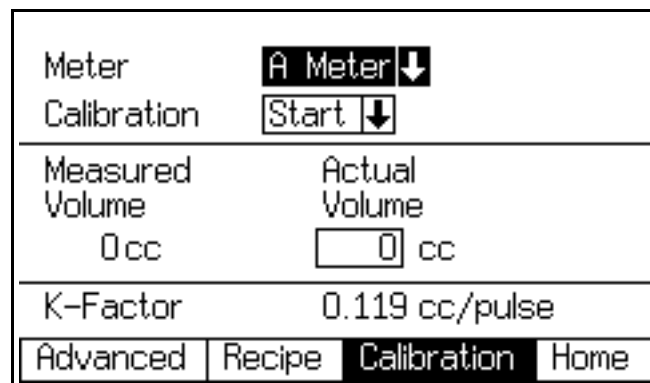 Meter A Meter
Calibration Start
Measured Volume Actual Volume
0 cc 0 cc
K-Factor 0.119 cc/pulse
Advanced Recipe Calibration Home